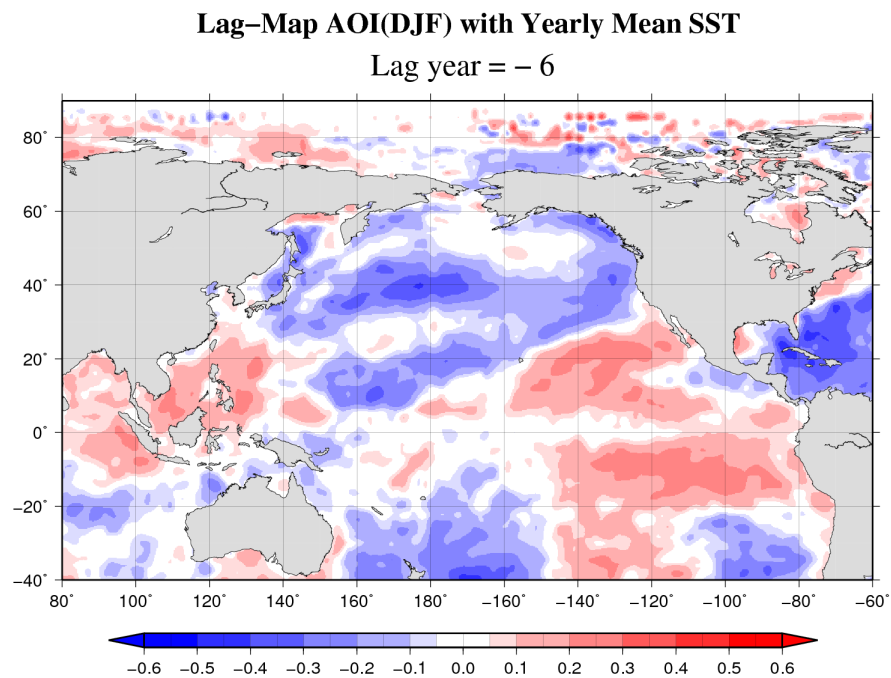 Lag−Map AOI(DJF) with Yearly Mean SST
Lag year = − 6
80˚
60˚
40˚
20˚
0˚
−20˚
−40˚
80˚ 100˚ 120˚ 140˚ 160˚ 180˚ −160˚ −140˚ −120˚ −100˚ −80˚ −60˚
−0.6 −0.5 −0.4 −0.3 −0.2 −0.1 0.0 0.1 0.2 0.3 0.4 0.5 0.6